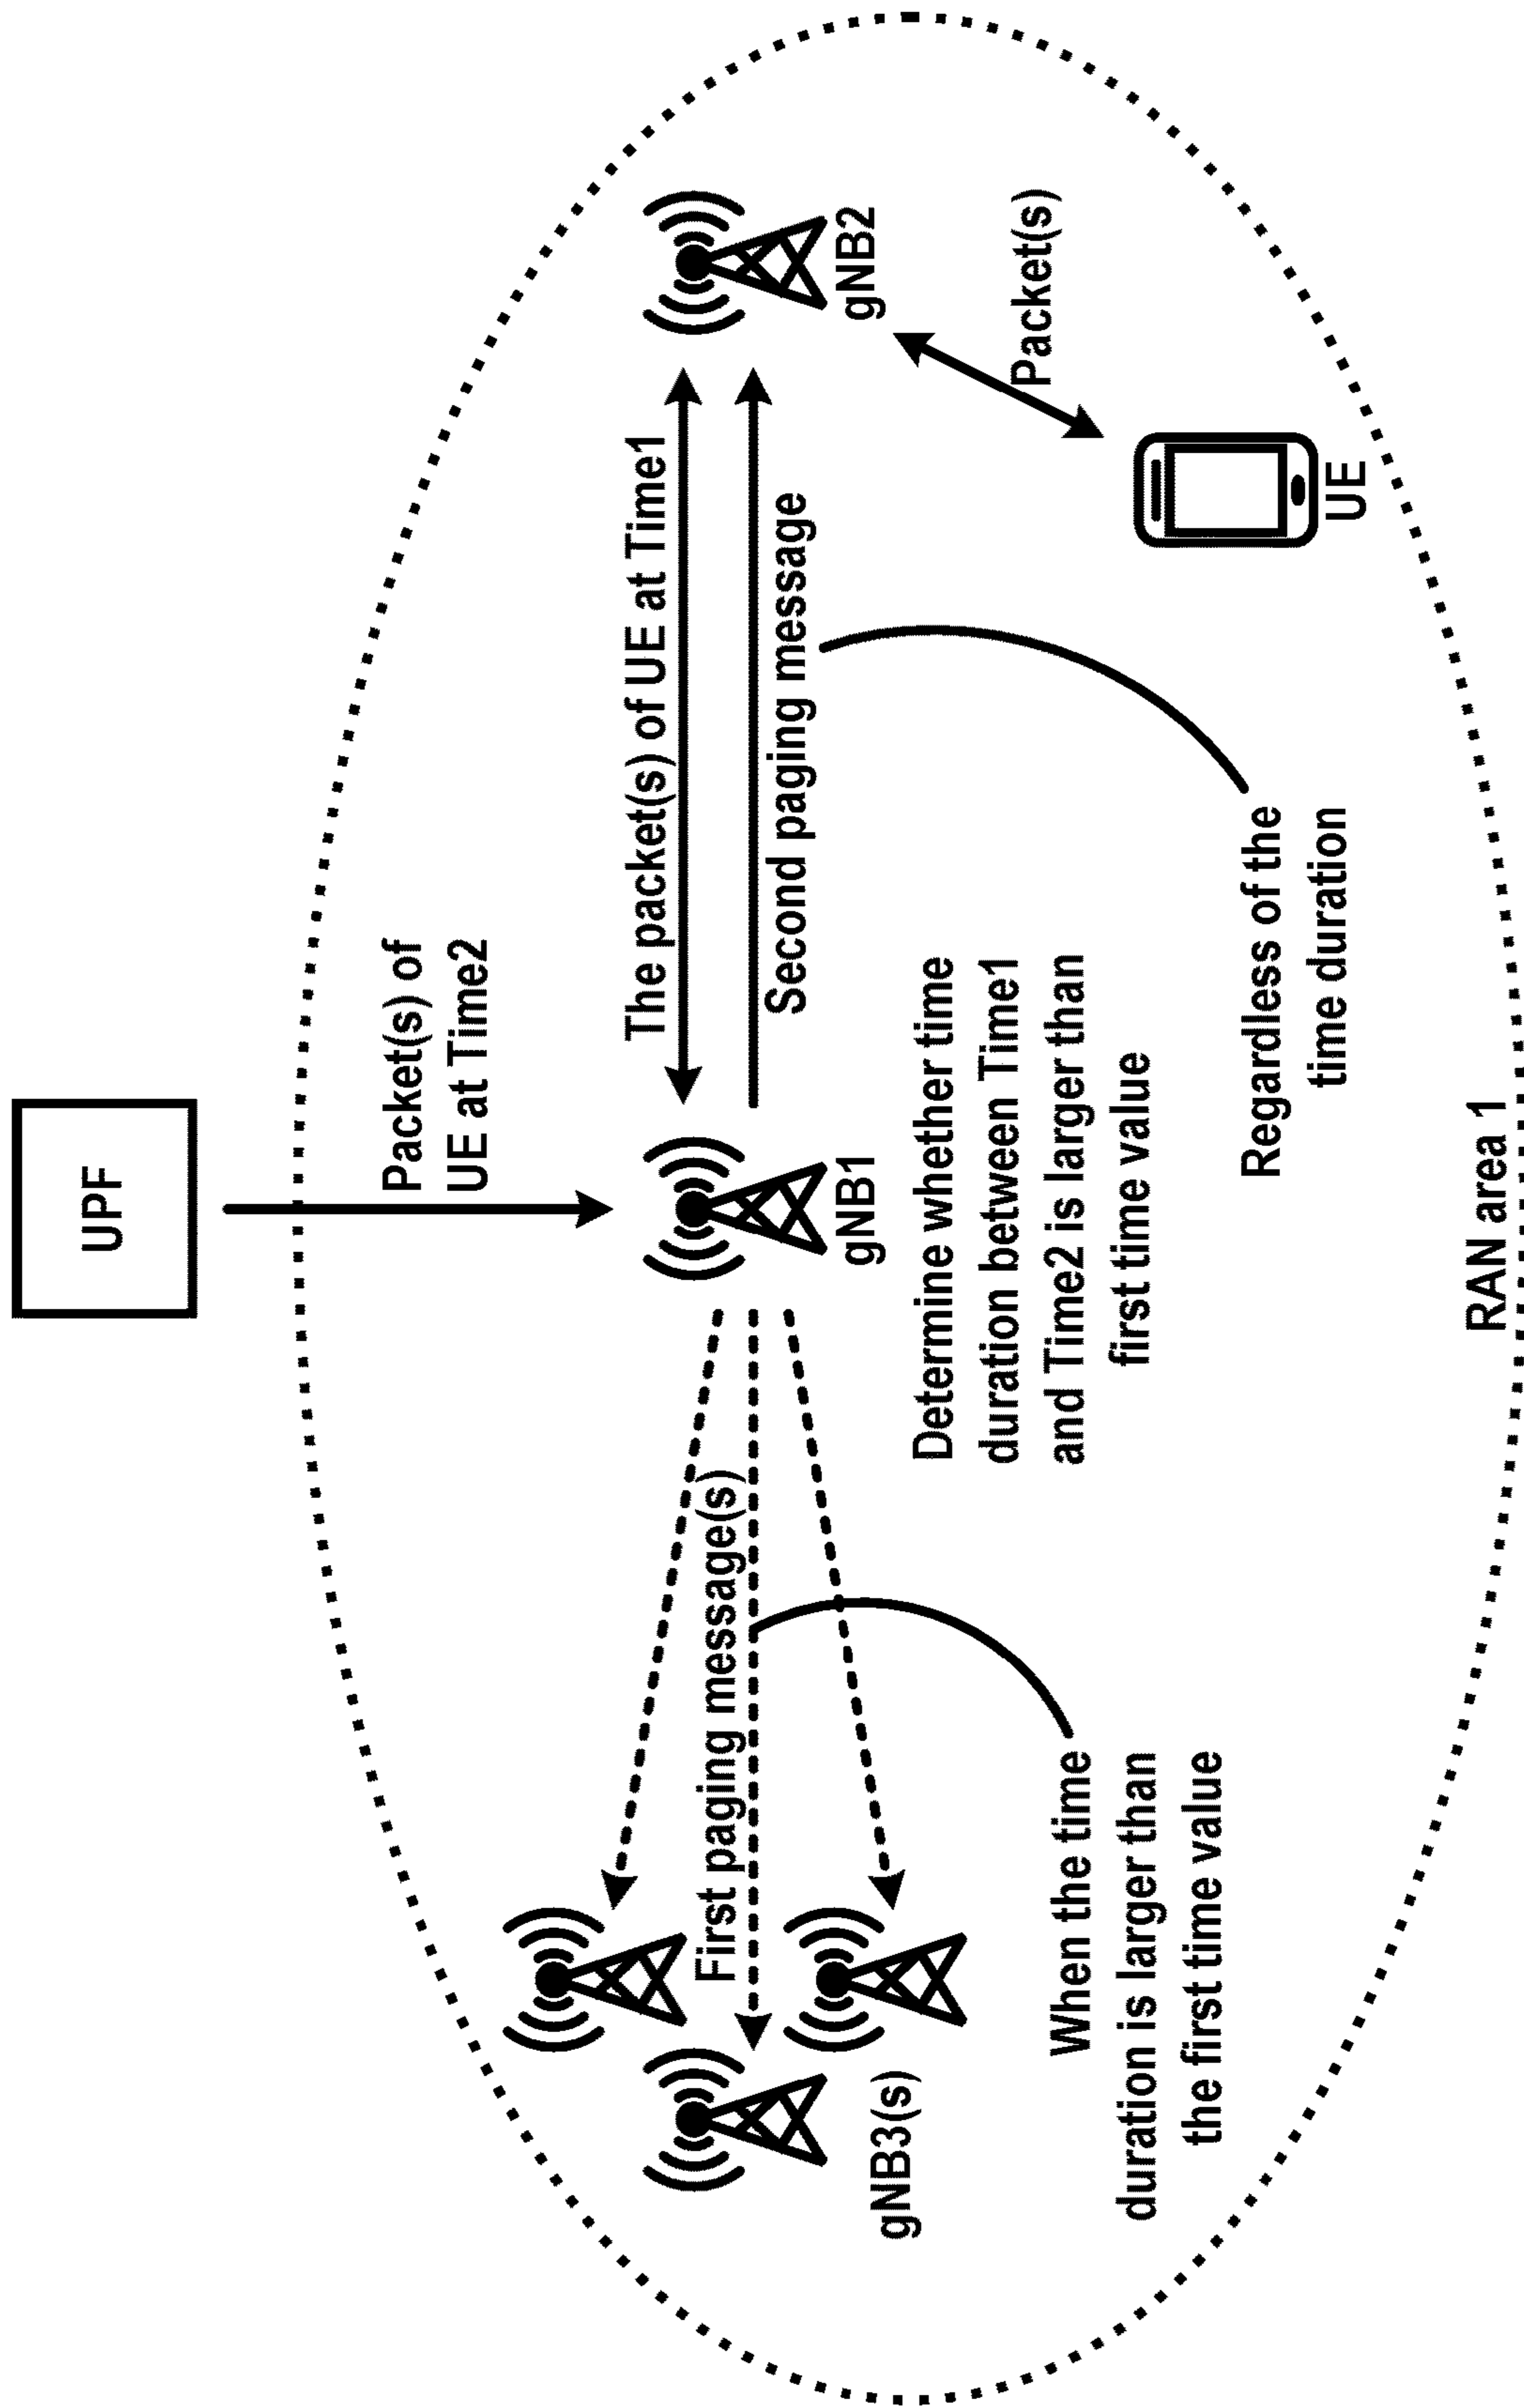 UPF
Packet(s) of
UE at Time2
The packet(s) of UE at Time1
Second paging message
First paging message(s)
gNB3(s)
gNB1
gNB2
Packet(s)
UE
Determine whether time
duration between Time1
and Time2 is larger than
first time value
When the time
duration is larger than
the first time value
Regardless of the
time duration
RAN area 1